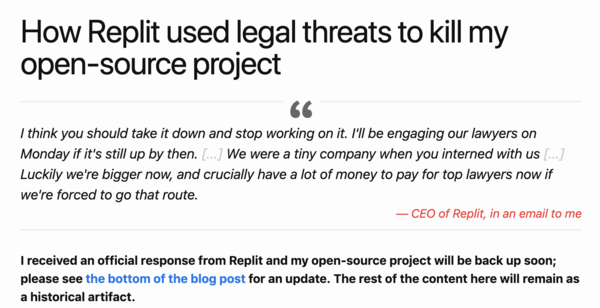 How Replit used legal threats to kill my
open-source project
“
I think you should take it down and stop working on it. I'll be engaging our lawyers on
Monday if it's still up by then. [...] We were a tiny company when you interned with us [...]
Luckily we're bigger now, and crucially have a lot of money to pay for top lawyers now if
we're forced to go that route.
— CEO of Replit, in an email to me
I received an official response from Replit and my open-source project will be back up soon;
please see the bottom of the blog post for an update. The rest of the content here will remain as
a historical artifact.